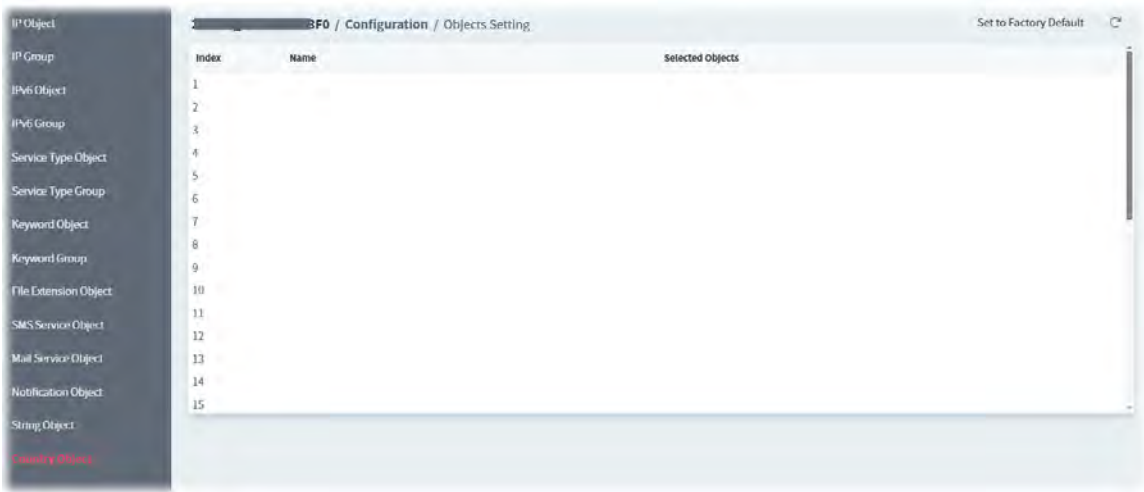 IP Object
IP Group
IPv6 Object
IPv6 Group
Service Type Object
Service Type Group
Keyword Object
Keyword Group
File Extension Object
SMS Service Object
Mail Service Object
Notification Object
String Object
Object
BF0 / Configuration / Objects Setting
Set to Factory Default
Index Name Selected Objects
1
2
3
4
5
6
7
8
9
10
11
12
13
14
15